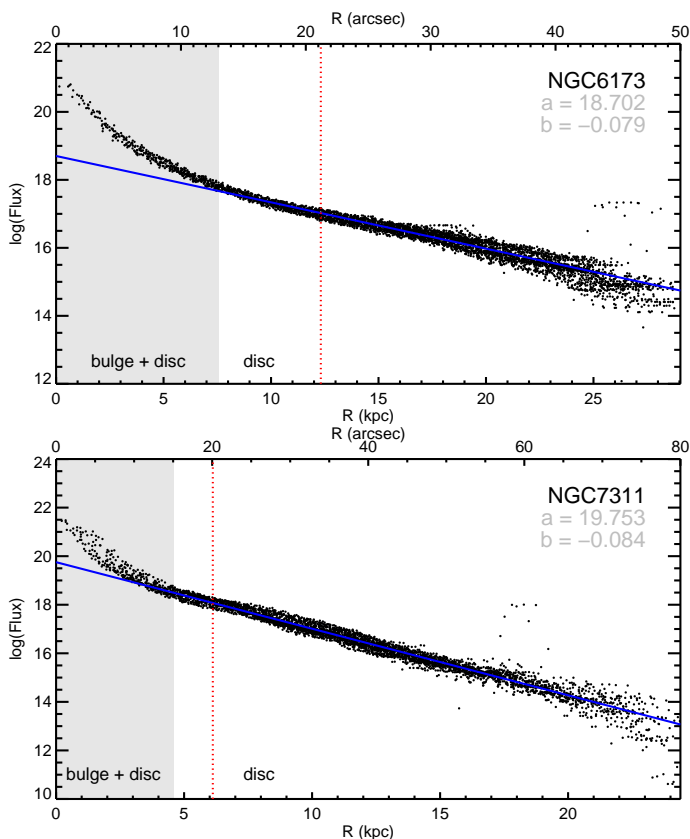 R (arcsec)
0 10 20 30 40 50
22
20
18
16
14
12
log(Flux)
NGC6173
a = 18.702
b = −0.079
bulge + disc disc
0 5 10 15 20 25
R (kpc)
R (arcsec)
0 20 40 60 80
24
22
20
18
16
14
12
10
log(Flux)
NGC7311
a = 19.753
b = −0.084
bulge + disc disc
0 5 10 15 20
R (kpc)